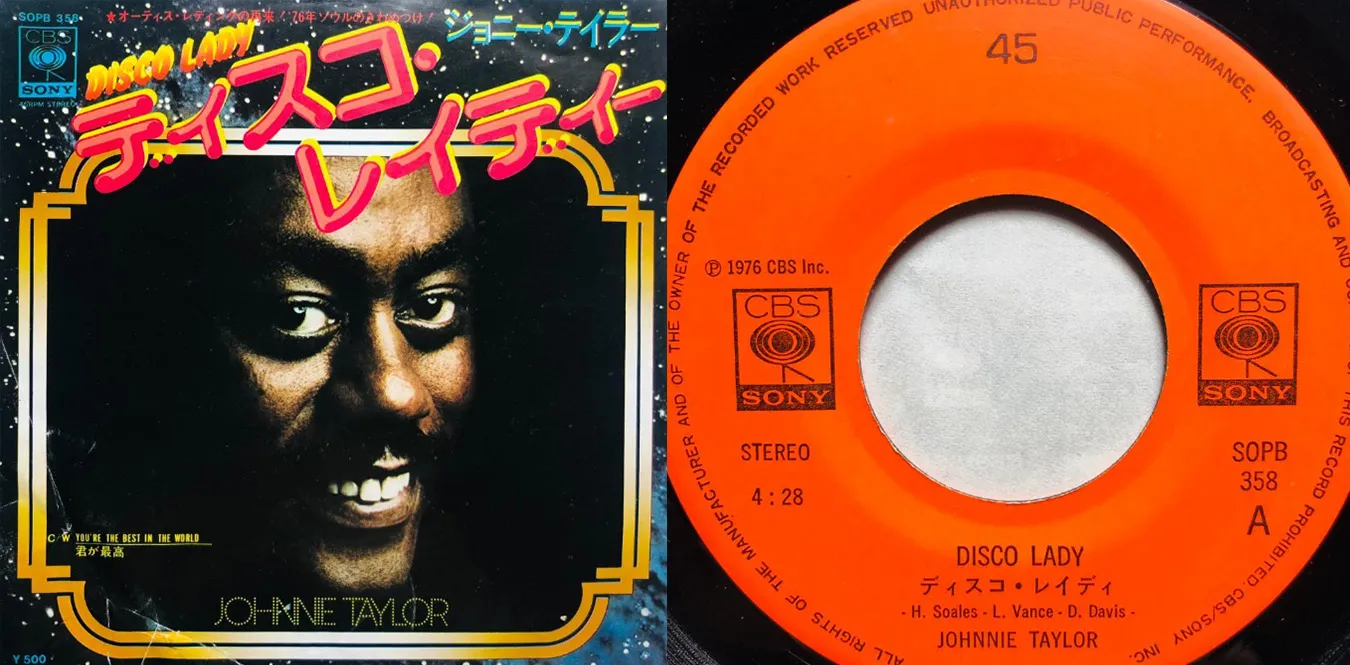 SOPB 358
★オーティス・レディングの再来!'76年ソウルのきわめつけ!
ジョニー・テイラー
CBS
SONY
45RPM STEREO
DISCO LADY
ディスコ・
レイディー
C/W YOU'RE THE BEST IN THE WORLD
君が最高
JOHNNIE TAYLOR
¥500
45
ALL RIGHTS OF THE MANUFACTURER AND OF THE OWNER OF THE RECORDED WORK RESERVED UNAUTHORIZED PUBLIC PERFORMANCE, BROADCASTING AND THIS RECORD PROHIBITED. CBS/SONY INC.
Ⓟ 1976 CBS Inc.
CBS
SONY
CBS
SONY
STEREO
4:28
SOPB
358
A
DISCO LADY
ディスコ・レイディ
- H. Soales - L. Vance - D. Davis -
JOHNNIE TAYLOR